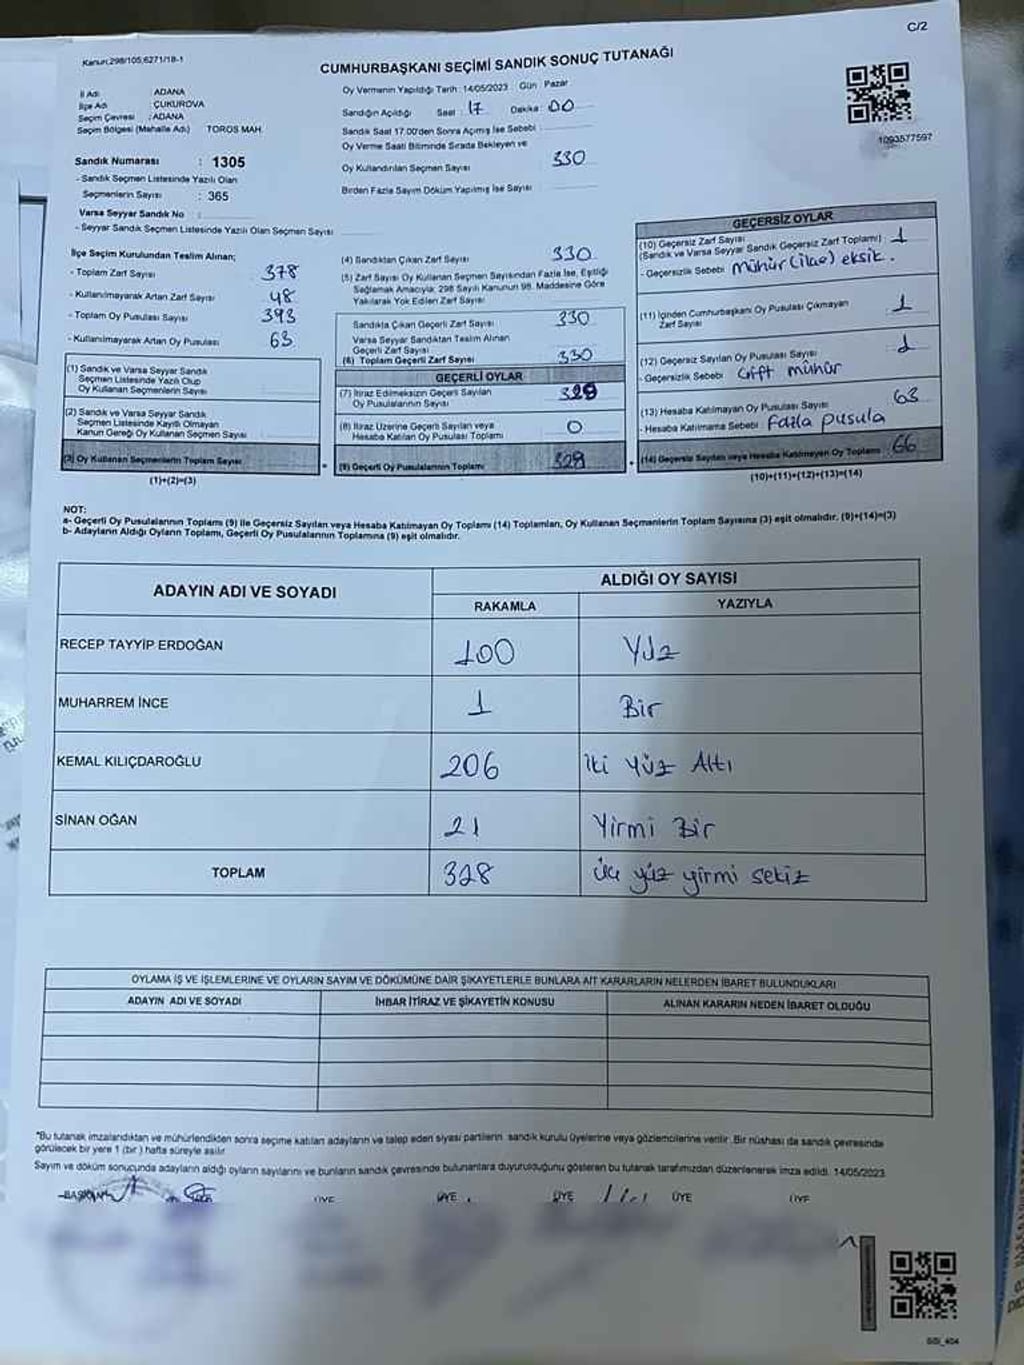 C/2
Kanun;298/105,6271/18-1
CUMHURBAŞKANI SEÇİMİ SANDIK SONUÇ TUTANAĞI
1093577597
İl Adı : ADANA
İlçe Adı : ÇUKUROVA
Seçim Çevresi : ADANA
Seçim Bölgesi (Mahalle Adı) TOROS MAH.
Sandık Numarası : 1305
- Sandık Seçmen Listesinde Yazılı Olan
Seçmenlerin Sayısı : 365
Varsa Seyyar Sandık No :
- Seyyar Sandık Seçmen Listesinde Yazılı Olan Seçmen Sayısı:
Oy Vermenin Yapıldığı Tarih :14/05/2023 Gün Pazar
Sandığın Açıldığı Saat : 17 Dakika : 00
Sandık Saat 17.00'den Sonra Açılmış İse Sebebi
Oy Verme Saati Bitiminde Sırada Bekleyen ve
Oy Kullandırılan Seçmen Sayısı 330
Birden Fazla Sayım Döküm Yapılmış İse Sayısı
İlçe Seçim Kurulundan Teslim Alınan;
- Toplam Zarf Sayısı 378
- Kullanılmayarak Artan Zarf Sayısı 48
- Toplam Oy Pusulası Sayısı 393
- Kullanılmayarak Artan Oy Pusulası 63
(1) Sandık ve Varsa Seyyar Sandık
Seçmen Listesinde Yazılı Olup
Oy Kullanan Seçmenlerin Sayısı
(2) Sandık ve Varsa Seyyar Sandık
Seçmen Listesinde Kayıtlı Olmayan
Kanun Gereği Oy Kullanan Seçmen Sayısı
(3) Oy Kullanan Seçmenlerin Toplam Sayısı
(1)+(2)=(3)
(4) Sandıktan Çıkan Zarf Sayısı 330
(5) Zarf Sayısı Oy Kullanan Seçmen Sayısından Fazla İse, Eşitliği
Sağlamak Amacıyla; 298 Sayılı Kanunun 98. Maddesine Göre
Yakılarak Yok Edilen Zarf Sayısı
Sandıkta Çıkan Geçerli Zarf Sayısı 330
Varsa Seyyar Sandıktan Teslim Alınan
Geçerli Zarf Sayısı
(6) Toplam Geçerli Zarf Sayısı 330
GEÇERLİ OYLAR
(7) İtiraz Edilmeksizin Geçerli Sayılan
Oy Pusulalarının Sayısı
(8) İtiraz Üzerine Geçerli Sayılan veya
Hesaba Katılan Oy Pusulası Toplamı 0
(9) Geçerli Oy Pusulalarının Toplamı 328
GEÇERSİZ OYLAR
(10) Geçersiz Zarf Sayısı
(Sandık ve Varsa Seyyar Sandık Geçersiz Zarf Toplamı) 1
- Geçersizlik Sebebi Mühür (ilçe) eksik.
(11) İçinden Cumhurbaşkanı Oy Pusulası Çıkmayan
Zarf Sayısı 1
(12) Geçersiz Sayılan Oy Pusulası Sayısı 1
- Geçersizlik Sebebi Çift mühür
(13) Hesaba Katılmayan Oy Pusulası Sayısı 63
- Hesaba Katılmama Sebebi Fazla pusula
(14) Geçersiz Sayılan veya Hesaba Katılmayan Oy Toplamı 66
(10)+(11)+(12)+(13)=(14)
NOT:
a- Geçerli Oy Pusulalarının Toplamı (9) İle Geçersiz Sayılan veya Hesaba Katılmayan Oy Toplamı (14) Toplamları, Oy Kullanan Seçmenlerin Toplam Sayısına (3) eşit olmalıdır. (9)+(14)=(3)
b- Adayların Aldığı Oyların Toplamı, Geçerli Oy Pusulalarının Toplamına (9) eşit olmalıdır.
ADAYIN ADI VE SOYADI ALDIĞI OY SAYISI
RAKAMLA YAZIYLA
RECEP TAYYİP ERDOĞAN 100 Yüz
MUHARREM İNCE 1 Bir
KEMAL KILIÇDAROĞLU 206 İki Yüz Altı
SİNAN OĞAN 21 Yirmi Bir
TOPLAM 328 Üç yüz yirmi sekiz
OYLAMA İŞ VE İŞLEMLERİNE VE OYLARIN SAYIM VE DÖKÜMÜNE DAİR ŞİKAYETLERLE BUNLARA AİT KARARLARIN NELERDEN İBARET BULUNDUKLARI
ADAYIN ADI VE SOYADI İHBAR İTİRAZ VE ŞİKAYETİN KONUSU ALINAN KARARIN NEDEN İBARET OLDUĞU
*Bu tutanak imzalandıktan ve mühürlendikten sonra seçime katılan adayların ve talep eden siyasi partilerin sandık kurulu üyelerine veya gözlemcilerine verilir. Bir nüshası da sandık çevresinde
görülecek bir yere 1 (bir) hafta süreyle asılır
Sayım ve döküm sonucunda adayların aldığı oyların sayılarını ve bunların sandık çevresinde bulunanlara duyurulduğunu gösteren bu tutanak tarafımızdan düzenlenerek imza edildi. 14/05/2023
BAŞKAN ÜYE ÜYE ÜYE ÜYE ÜYE